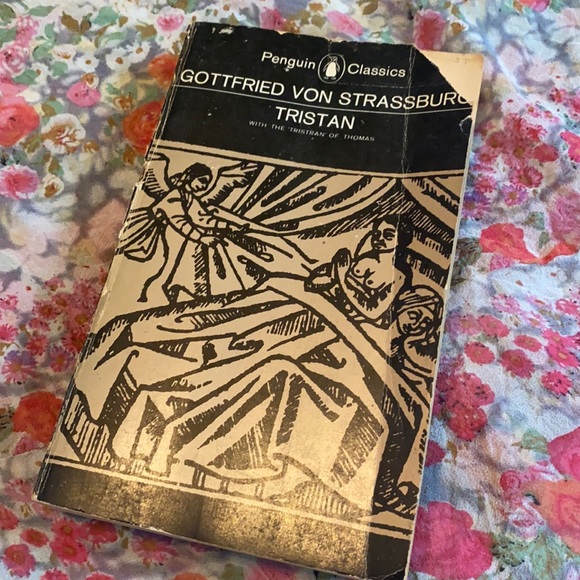 Penguin Classics
GOTTFRIED VON STRASSBURG
TRISTAN
WITH THE 'TRISTRAN' OF THOMAS